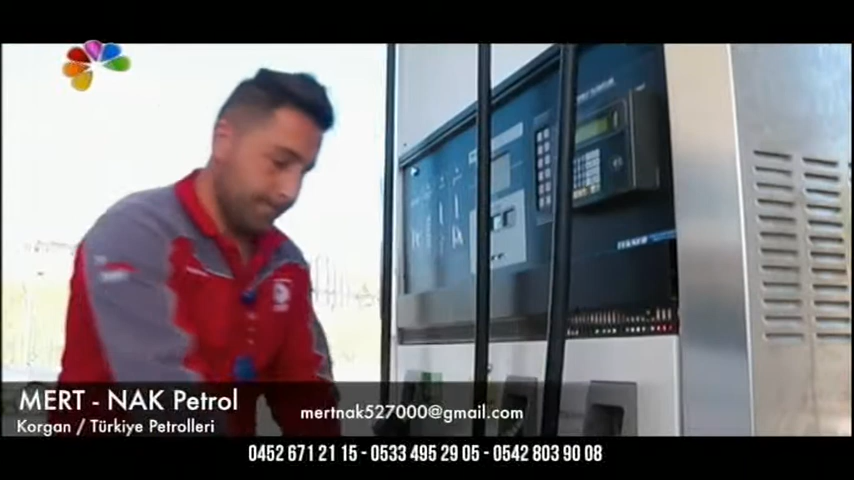 MERT - NAK Petrol
Korgan / Türkiye Petrolleri
mertnak527000@gmail.com
0452 671 21 15 - 0533 495 29 05 - 0542 803 90 08